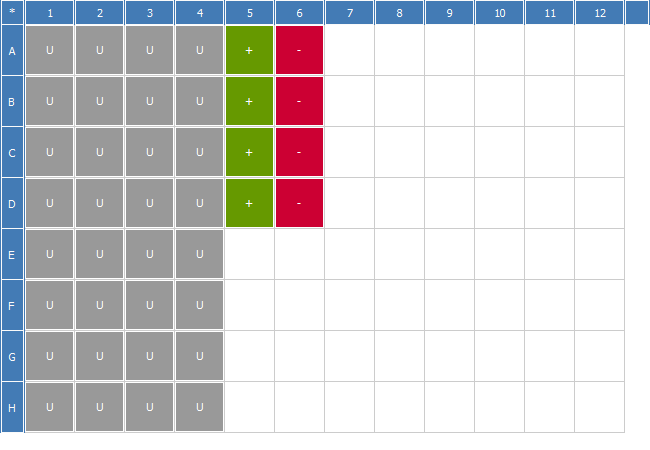 * 1 2 3 4 5 6 7 8 9 10 11 12
A U U U U + -
B U U U U + -
C U U U U + -
D U U U U + -
E U U U U
F U U U U
G U U U U
H U U U U